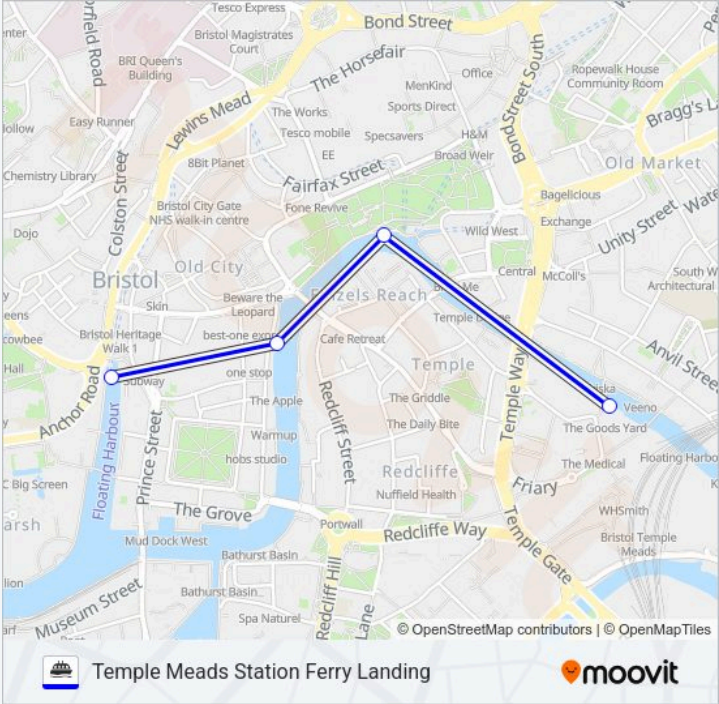 Tesco Express
Bond Street
Bristol Magistrates
Court
BRI Queen's
Building
The Horsefair
Office
MenKind
Ropewalk House
Community Room
Bond Street South
Sports Direct
The Works
Lewins Mead
Easy Runner
Tesco mobile
Specsavers
H&M
Bragg's
EE
Broad Weir
8Bit Planet
Old Market
Chemistry Library
Fairfax Street
Colston Street
Bristol City Gate
NHS walk-in centre
Fone Revive
Bagelicious
Exchange
Unity Street
Dojo
Wild West
Old City
Central
McColl's
South W
Architectural
Bristol
Beware the
Leopard
Skin
Temple
Bristol Heritage
Walk 1
Cafe Retreat
Hall
Anvil Street
Subway
one stop
Temple
Temple Way
Anchor Road
The Apple
Redcliff Street
The Griddle
Veeno
The Goods Yard
Prince Street
Warmup
The Daily Bite
Floating Harbour
hobs studio
Floating Harbo
C Big Screen
Redcliffe
The Medical
Nuffield Health
Friary
The Grove
WHSmith
Portwall
Redcliffe Way
Mud Dock West
Bristol Temple
Meads
Temple Gate
Bathurst Basin
Redcliff Hill
Museum Street
Bathurst Basin...
Lane
Spa Naturel
© OpenStreetMap contributors | © OpenMapTiles
Temple Meads Station Ferry Landing
moovit